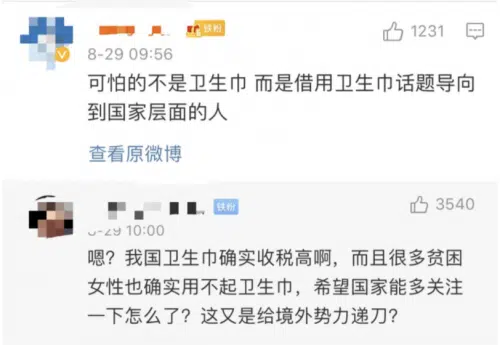 铁粉
1231
8-29 09:56
可怕的不是卫生巾 而是借用卫生巾话题导向
到国家层面的人
查看原微博
铁粉
3540
8-29 10:00
嗯？我国卫生巾确实收税高啊，而且很多贫困
女性也确实用不起卫生巾，希望国家能多关注
一下怎么了？这又是给境外势力递刀？